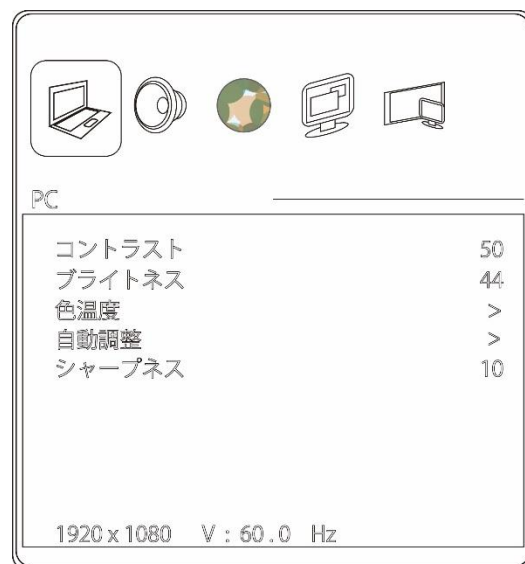 PC
コントラスト 50
ブライトネス 44
色温度 >
自動調整 >
シャープネス 10
1920 x 1080 V : 60.0 Hz